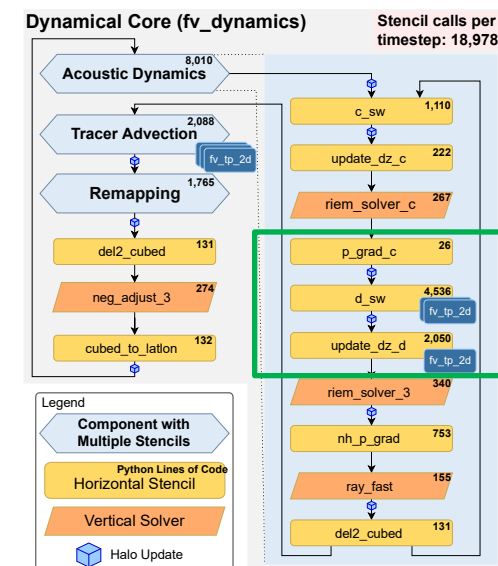 Dynamical Core (fv_dynamics)
Stencil calls per
timestep: 18,978
8,010
Acoustic Dynamics
2,088
Tracer Advection
fv_tp_2d
1,765
Remapping
131
del2_cubed
274
neg_adjust_3
132
cubed_to_latlon
1,110
c_sw
222
update_dz_c
267
riem_solver_c
26
p_grad_c
4,536
d_sw
fv_tp_2d
2,050
update_dz_d
fv_tp_2d
340
riem_solver_3
753
nh_p_grad
155
ray_fast
131
del2_cubed
Legend
Component with
Multiple Stencils
Python Lines of Code
Horizontal Stencil
Vertical Solver
Halo Update